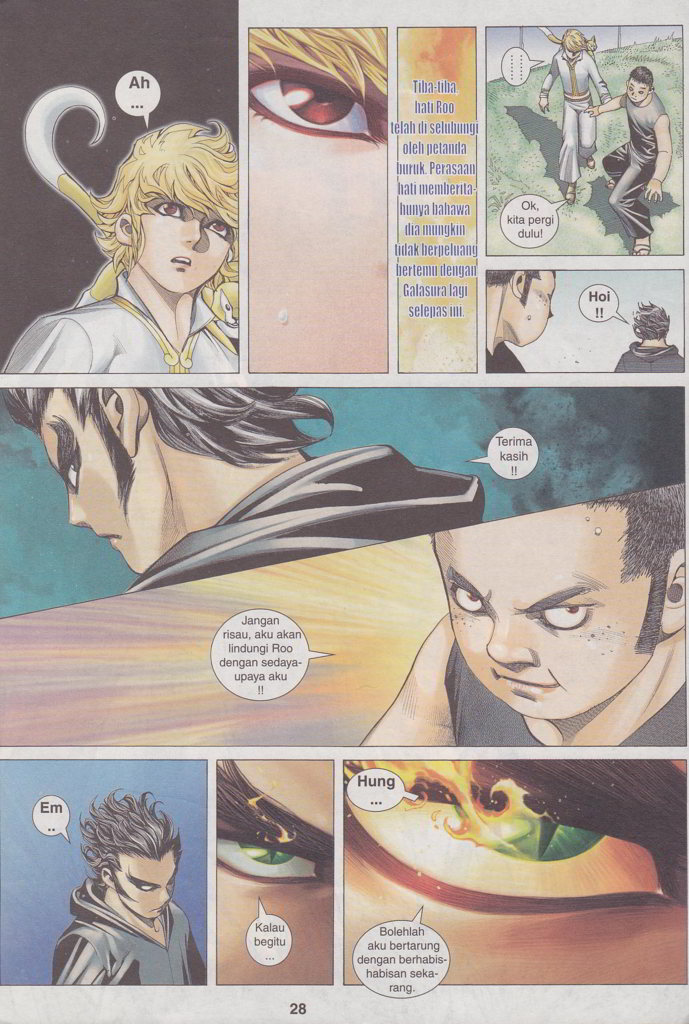 Ah
...
Tiba-tiba,
hati Roo
telah di selubungi
oleh petanda
buruk. Perasaan
hati memberita-
hunya bahawa
dia mungkin
tidak berpeluang
bertemu dengan
Galasura lagi
selepas ini.
Ok,
kita pergi
dulu!
Hoi
!!
Terima
kasih
!!
Jangan
risau, aku akan
lindungi Roo
dengan sedaya-
upaya aku
!!
Em
..
Kalau
begitu
...
Hung
...
Bolehlah
aku bertarung
dengan berhabis-
habisan seka-
rang.
28